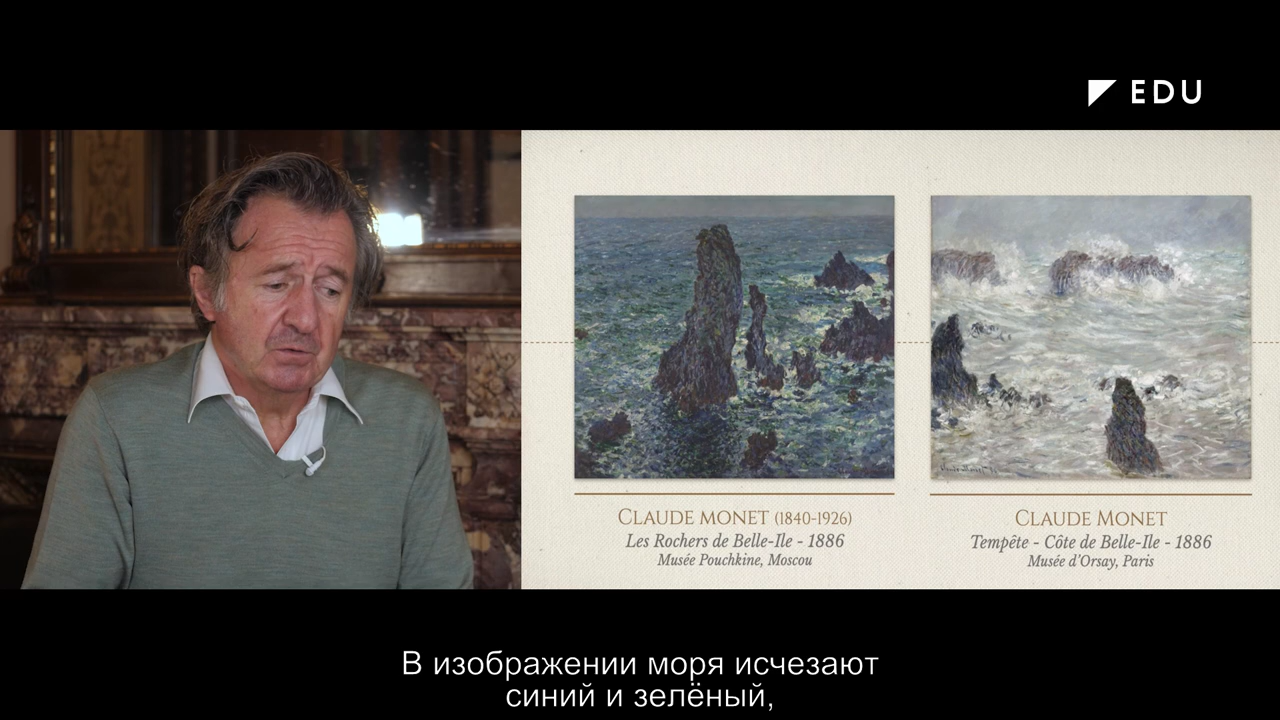 EDU
CLAUDE MONET (1840-1926)
Les Rochers de Belle-Ile - 1886
Musée Pouchkine, Moscou
CLAUDE MONET
Tempête - Côte de Belle-Ile - 1886
Musée d'Orsay, Paris
В изображении моря исчезают
синий и зелёный,